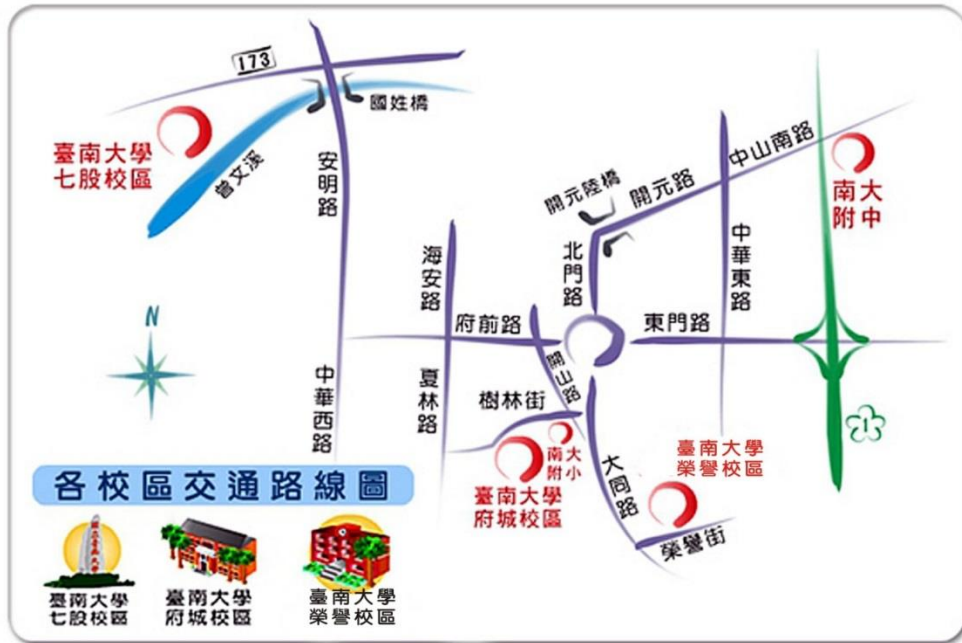 173
國姓橋
臺南大學
七股校區
曾文溪
安明路
開元陸橋
開元路
中山南路
南大
附中
海安路
北門路
中華東路
N
府前路
東門路
開山路
中華西路
夏林路
樹林街
1
南大
附小
臺南大學
府城校區
大同路
臺南大學
榮譽校區
榮譽街
各校區交通路線圖
國立臺南大學
臺南大學
七股校區
臺南大學
府城校區
臺南大學
榮譽校區